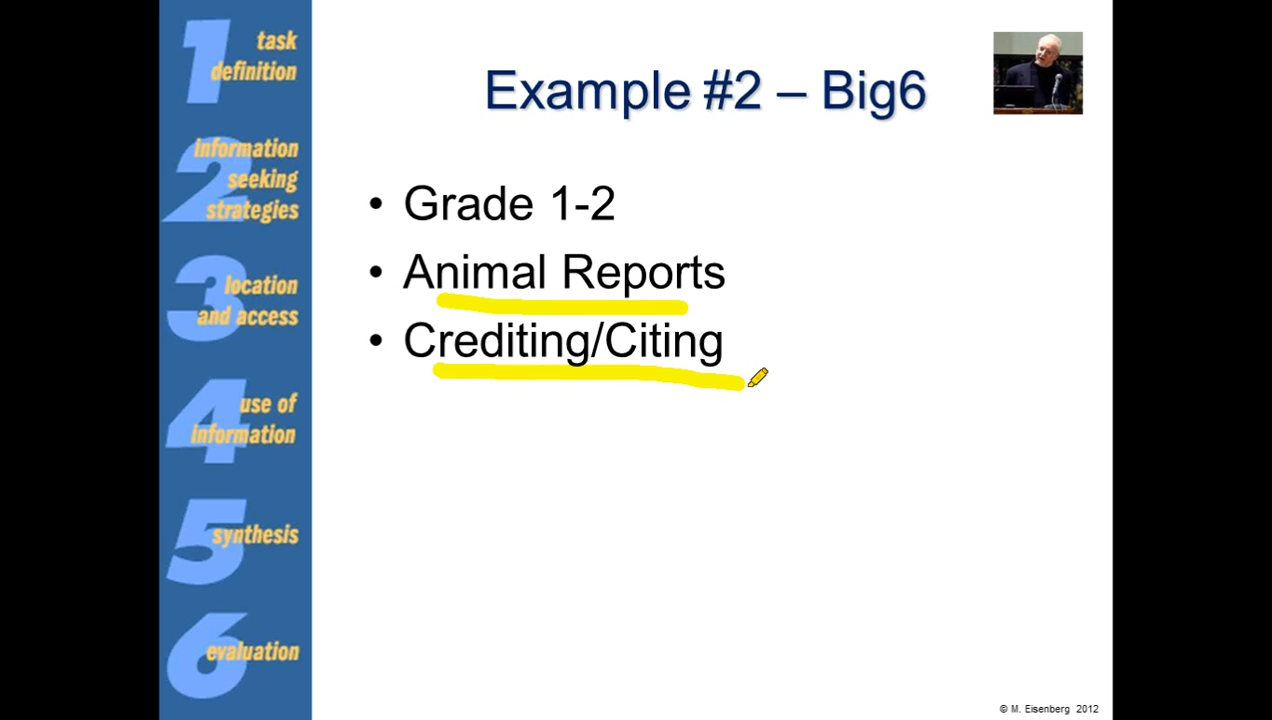 1 task
definition
2 information
seeking
strategies
3 location
and access
4 use of
information
5 synthesis
6 evaluation
Example #2 – Big6
• Grade 1-2
• Animal Reports
• Crediting/Citing
© M. Eisenberg 2012